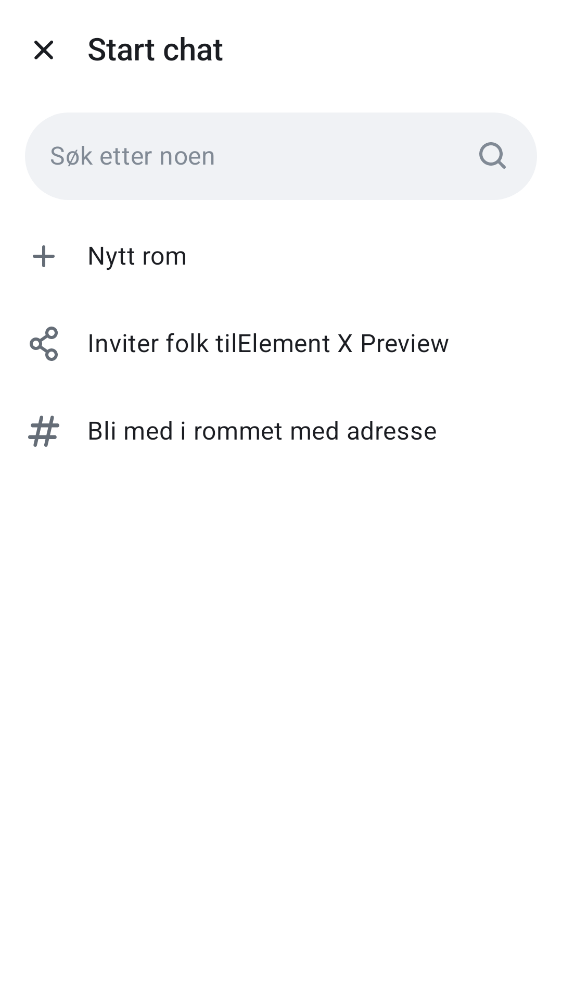 Start chat
Søk etter noen
Nytt rom
Inviter folk tilElement X Preview
Bli med i rommet med adresse